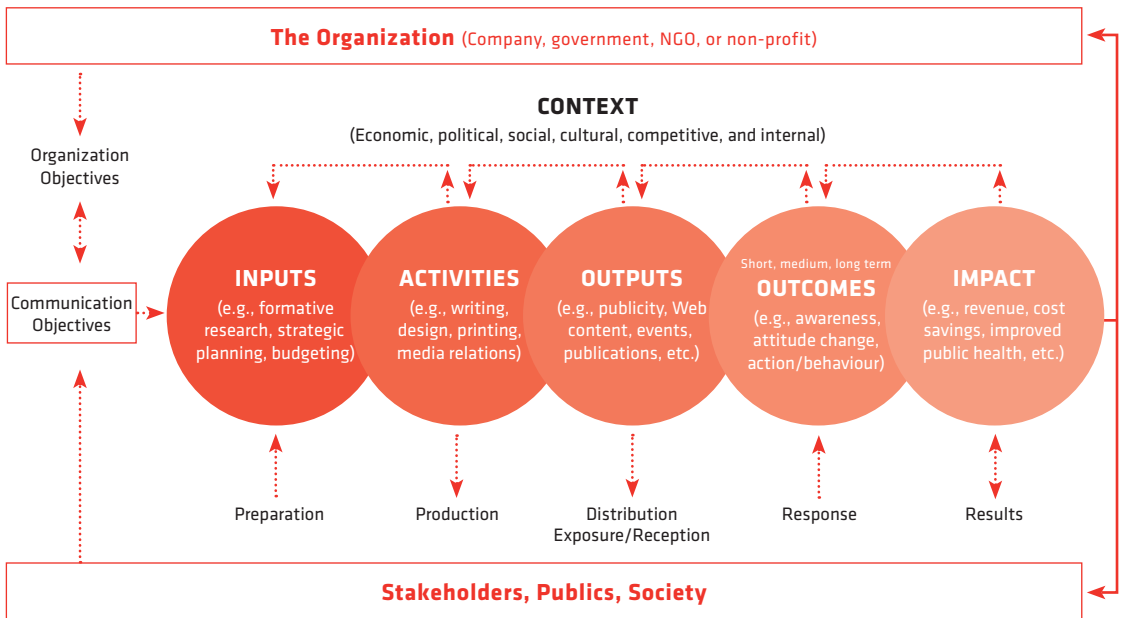 The Organization (Company, government, NGO, or non-profit)
CONTEXT
(Economic, political, social, cultural, competitive, and internal)
Organization
Objectives
Communication
Objectives
INPUTS
(e.g., formative
research, strategic
planning, budgeting)
ACTIVITIES
(e.g., writing,
design, printing,
media relations)
OUTPUTS
(e.g., publicity, Web
content, events,
publications, etc.)
Short, medium, long term
OUTCOMES
(e.g., awareness,
attitude change,
action/behaviour)
IMPACT
(e.g., revenue, cost
savings, improved
public health, etc.)
Preparation
Production
Distribution
Exposure/Reception
Response
Results
Stakeholders, Publics, Society